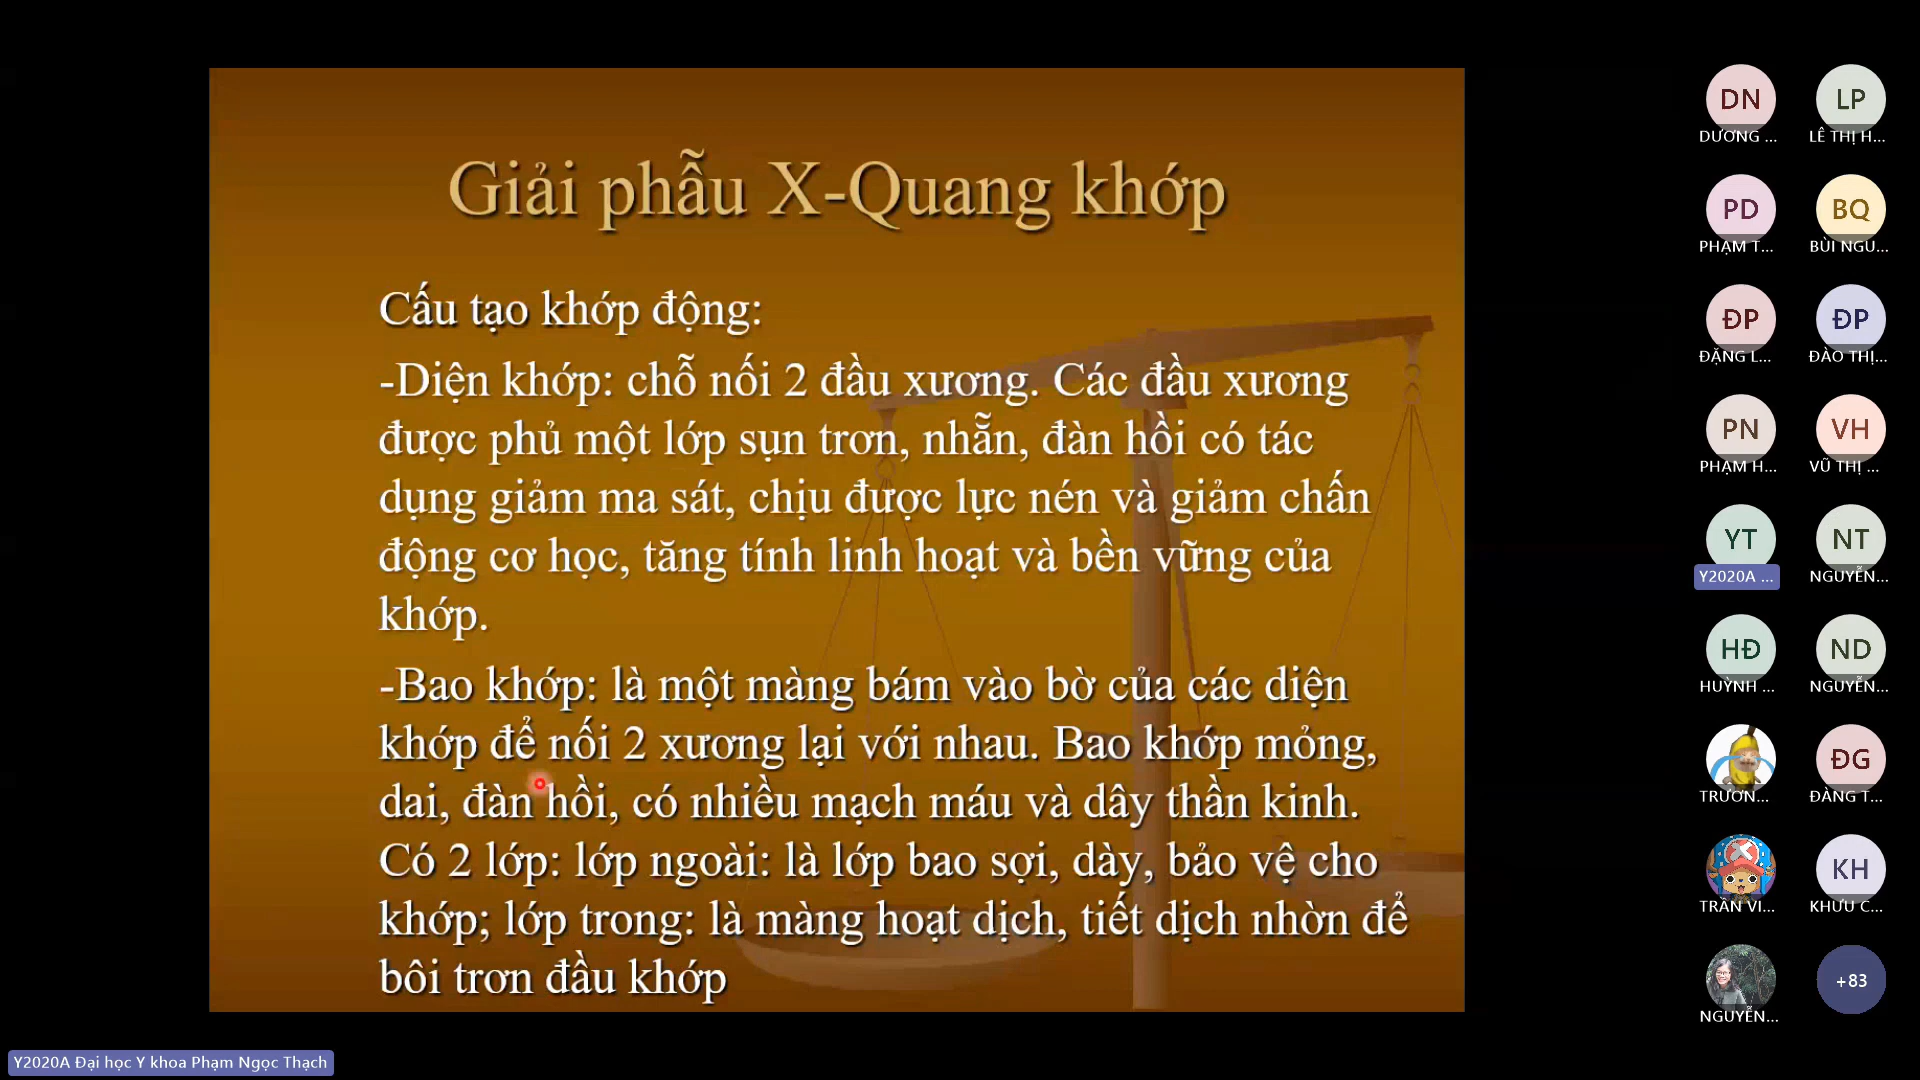 Giải phẫu X-Quang khớp
Cấu tạo khớp động:
-Diện khớp: chỗ nối 2 đầu xương. Các đầu xương
được phủ một lớp sụn trơn, nhẵn, đàn hồi có tác
dụng giảm ma sát, chịu được lực nén và giảm chấn
động cơ học, tăng tính linh hoạt và bền vững của
khớp.
-Bao khớp: là một màng bám vào bờ của các diện
khớp để nối 2 xương lại với nhau. Bao khớp mỏng,
dai, đàn hồi, có nhiều mạch máu và dây thần kinh.
Có 2 lớp: lớp ngoài: là lớp bao sợi, dày, bảo vệ cho
khớp; lớp trong: là màng hoạt dịch, tiết dịch nhờn để
bôi trơn đầu khớp
DN
DƯƠNG ...
LP
LÊ THỊ H...
PD
PHẠM T...
BQ
BÙI NGU...
ĐP
ĐẶNG L...
ĐP
ĐÀO THỊ...
PN
PHẠM H...
VH
VŨ THỊ ...
YT
Y2020A ...
NT
NGUYỄN...
HĐ
HUỲNH ...
ND
NGUYỄN...
TRƯƠN...
ĐG
ĐÀNG T...
TRẦN VI...
KH
KHƯU C...
NGUYỄN...
+83
Y2020A Đại học Y khoa Phạm Ngọc Thạch